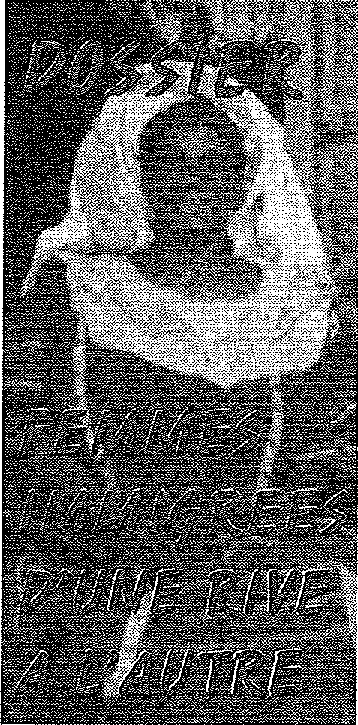 DOSSIER
FEMMES
IMMIGREES
D'UNE RIVE
A L'AUTRE